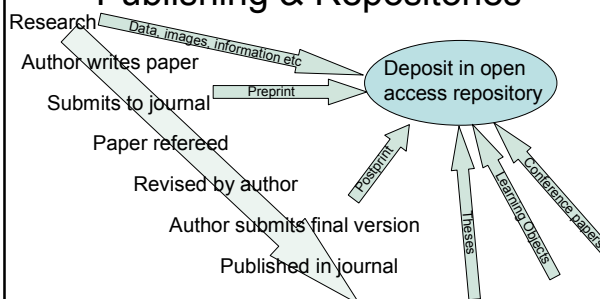 Publishing & Repositories
Research
Data, images, information etc
Author writes paper
Deposit in open
access repository
Submits to journal
Preprint
Paper refereed
Postprint
Revised by author
Author submits final version
Published in journal
Theses
Learning Objects
Conference papers